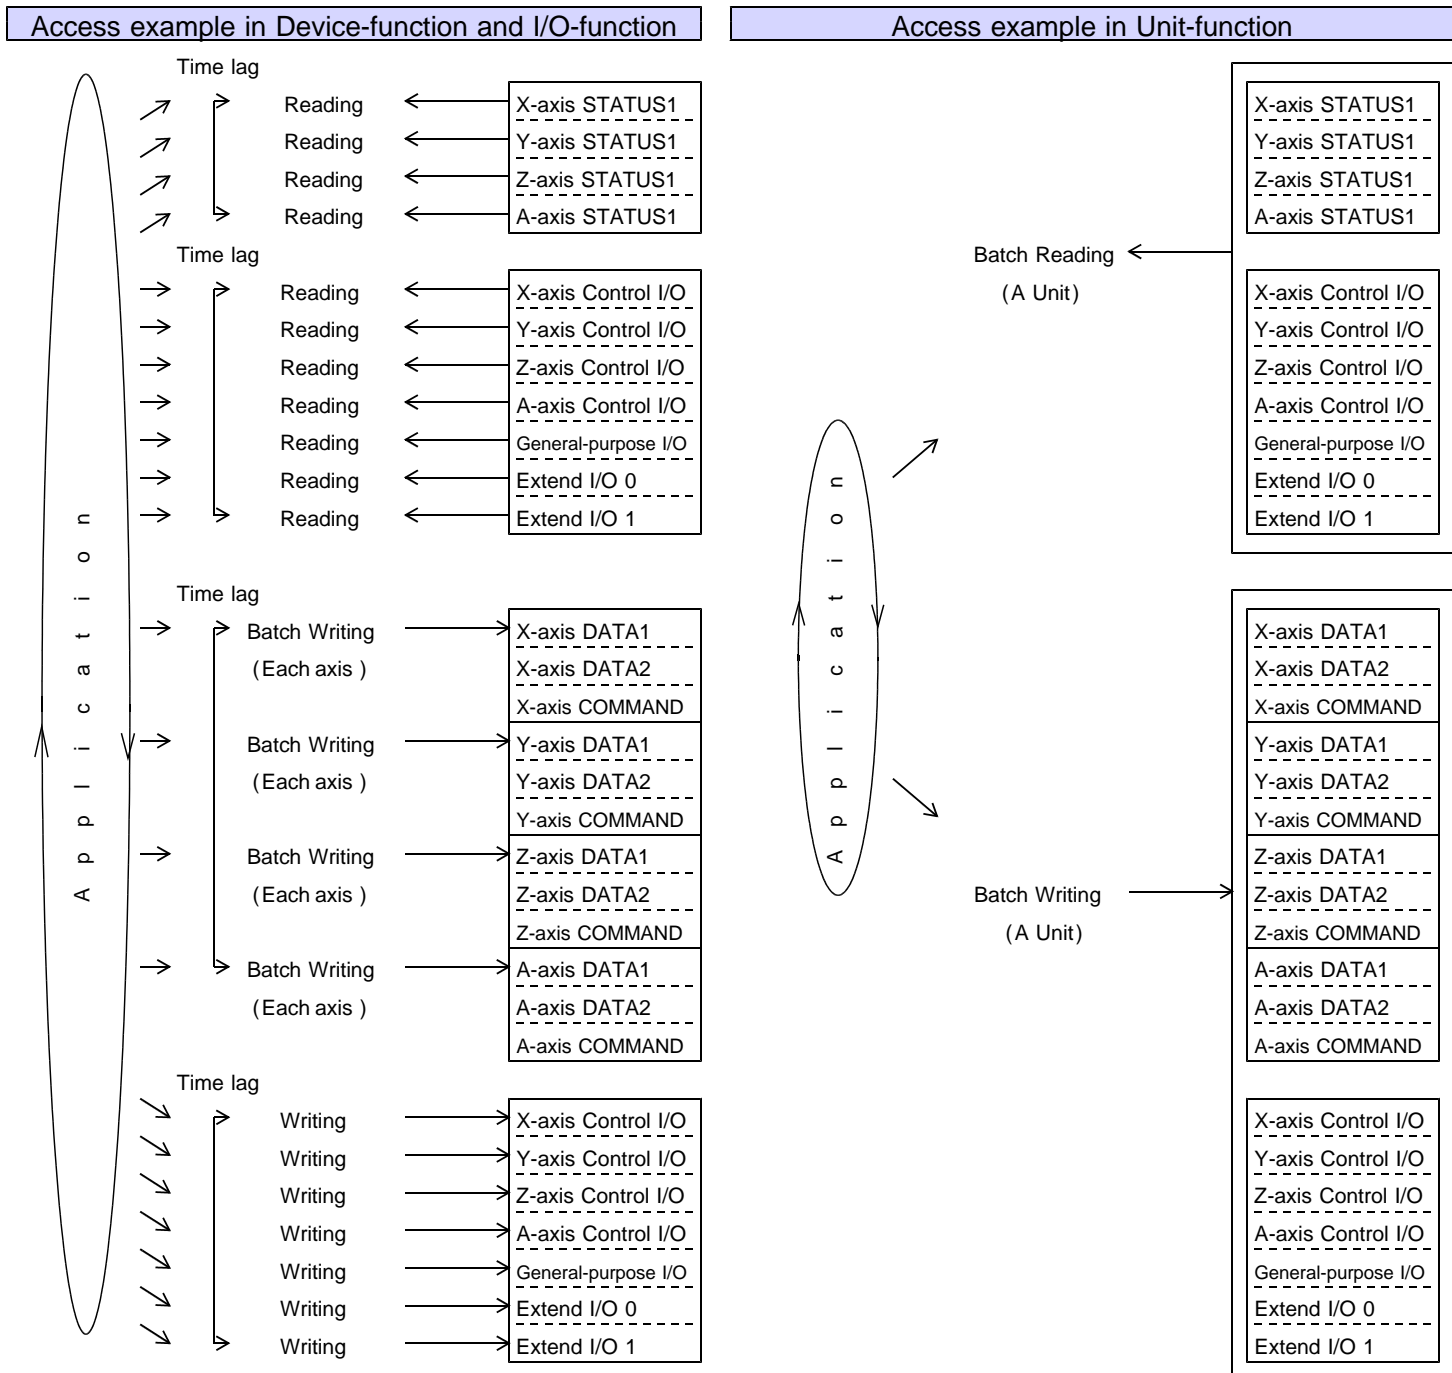 Access example in Device-function and I/O-function
Time lag
Reading
X-axis STATUS1
Reading
Y-axis STATUS1
Reading
Z-axis STATUS1
Reading
A-axis STATUS1
Time lag
Reading
X-axis Control I/O
Reading
Y-axis Control I/O
Reading
Z-axis Control I/O
Reading
A-axis Control I/O
Reading
General-purpose I/O
Reading
Extend I/O 0
Reading
Extend I/O 1
Application
Time lag
Batch Writing
(Each axis )
X-axis DATA1
X-axis DATA2
X-axis COMMAND
Batch Writing
(Each axis )
Y-axis DATA1
Y-axis DATA2
Y-axis COMMAND
Batch Writing
(Each axis )
Z-axis DATA1
Z-axis DATA2
Z-axis COMMAND
Batch Writing
(Each axis )
A-axis DATA1
A-axis DATA2
A-axis COMMAND
Time lag
Writing
X-axis Control I/O
Writing
Y-axis Control I/O
Writing
Z-axis Control I/O
Writing
A-axis Control I/O
Writing
General-purpose I/O
Writing
Extend I/O 0
Writing
Extend I/O 1
Access example in Unit-function
X-axis STATUS1
Y-axis STATUS1
Z-axis STATUS1
A-axis STATUS1
Batch Reading
(A Unit)
X-axis Control I/O
Y-axis Control I/O
Z-axis Control I/O
A-axis Control I/O
General-purpose I/O
Extend I/O 0
Extend I/O 1
Application
X-axis DATA1
X-axis DATA2
X-axis COMMAND
Y-axis DATA1
Y-axis DATA2
Y-axis COMMAND
Z-axis DATA1
Z-axis DATA2
Z-axis COMMAND
Batch Writing
(A Unit)
A-axis DATA1
A-axis DATA2
A-axis COMMAND
X-axis Control I/O
Y-axis Control I/O
Z-axis Control I/O
A-axis Control I/O
General-purpose I/O
Extend I/O 0
Extend I/O 1